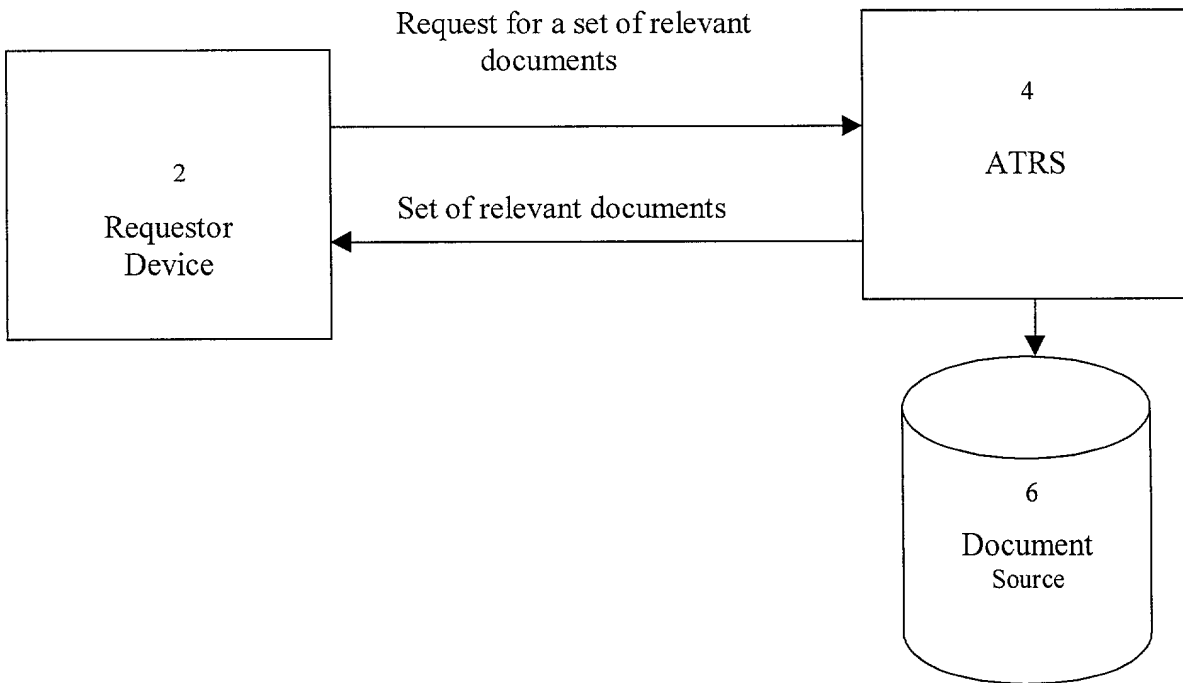 Request for a set of relevant
documents
4
ATRS
2
Requestor
Device
Set of relevant documents
6
Document
Source